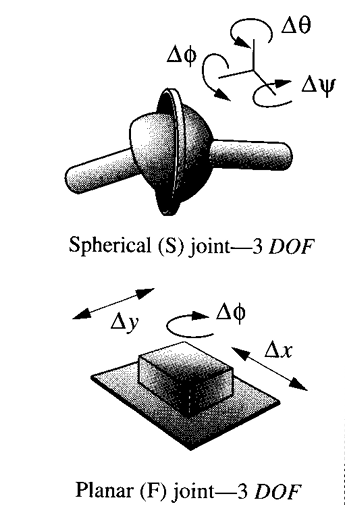 Δθ
Δϕ
Δψ
Spherical (S) joint—3 DOF
Δy
Δϕ
Δx
Planar (F) joint—3 DOF